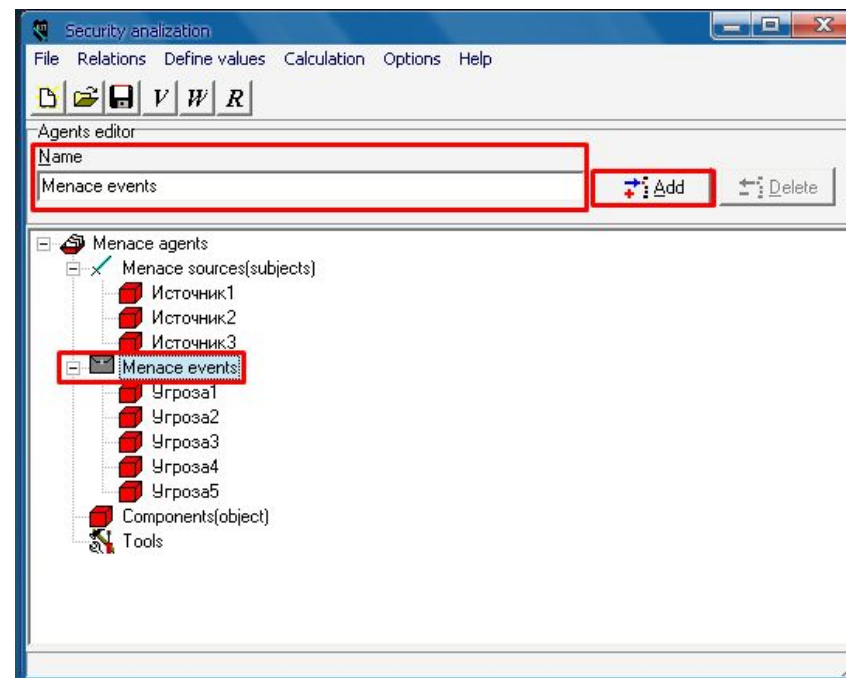 Security analization
File Relations Define values Calculation Options Help
V W R
Agents editor
Name
Menace events
Add Delete
Menace agents
Menace sources(subjects)
Источник1
Источник2
Источник3
Menace events
Угроза1
Угроза2
Угроза3
Угроза4
Угроза5
Components(object)
Tools